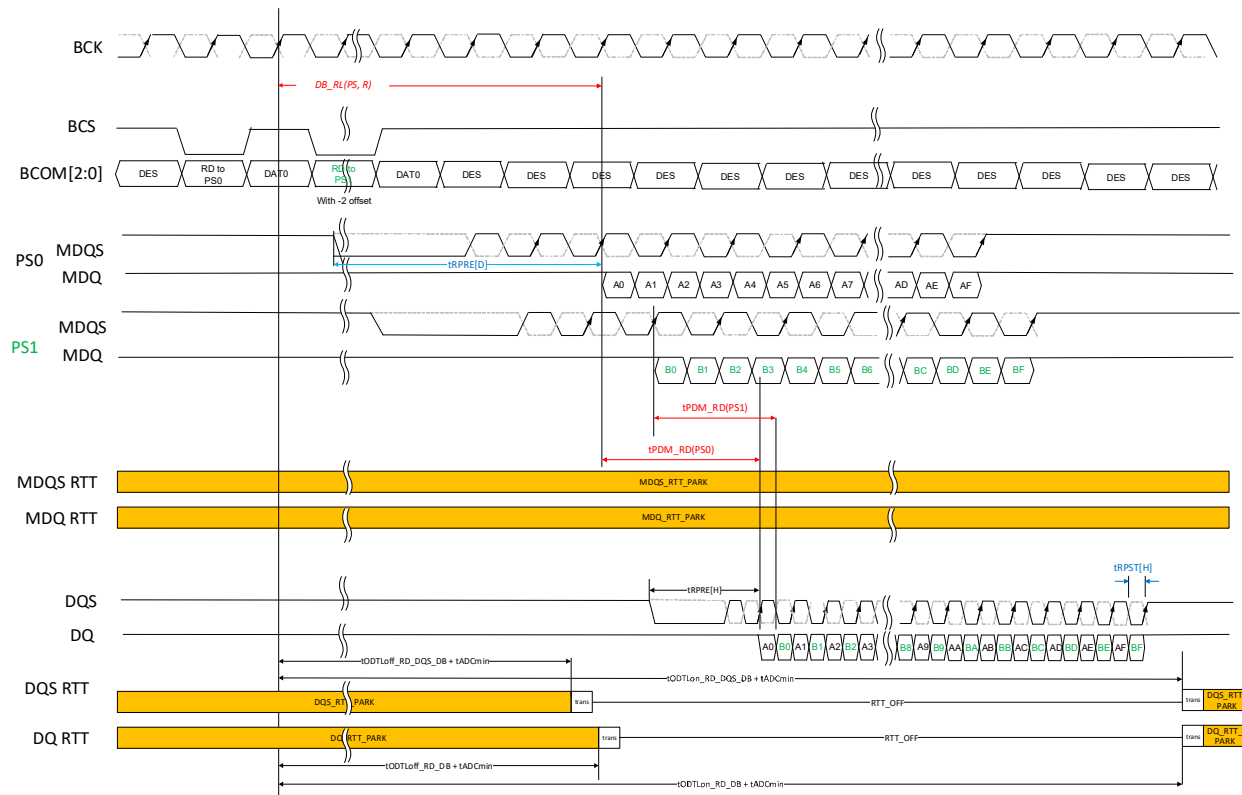 BCK
DB_RL(PS, R)
BCS
BCOM[2:0]
DES
RD to
PS0
DAT0
RD to
PS1
DAT0
DES
DES
DES
DES
DES
DES
DES
DES
DES
DES
DES
DES
With -2 offset
PS0
MDQS
tRPRE[D]
MDQ
A0 A1 A2 A3 A4 A5 A6 A7 AD AE AF
PS1
MDQS
MDQ
B0 B1 B2 B3 B4 B5 B6 BC BD BE BF
tPDM_RD(PS1)
tPDM_RD(PS0)
MDQS RTT
MDQS_RTT_PARK
MDQ RTT
MDQ_RTT_PARK
tRPST[H]
tRPRE[H]
DQS
DQ
A0 B0 A1 B1 A2 B2 A3 B8 A9 B9 AA BA AB BB AC BC AD BD AE BE AF BF
tODTLoff_RD_DQS_DB + tADCmin
tODTLon_RD_DQS_DB + tADCmin
DQS RTT
DQS_RTT_PARK
trans
RTT_OFF
trans
DQS_RTT_
PARK
DQ RTT
DQ_RTT_PARK
trans
RTT_OFF
trans
DQ_RTT_
PARK
tODTLoff_RD_DB + tADCmin
tODTLon_RD_DB + tADCmin